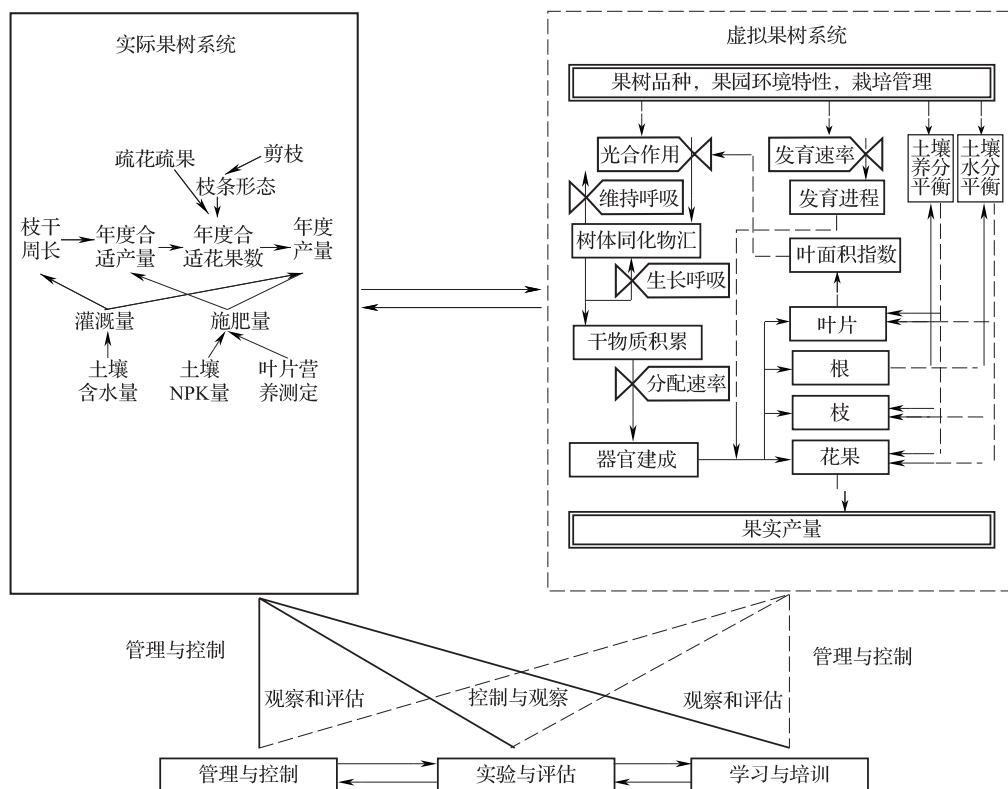 实际果树系统
疏花疏果
剪枝
枝条形态
枝干
周长
年度合
适产量
年度合
适花果数
年度
产量
灌溉量
施肥量
土壤
含水量
土壤
NPK量
叶片营
养测定
虚拟果树系统
果树品种，果园环境特性，栽培管理
光合作用
发育速率
土壤
养分
平衡
土壤
水分
平衡
维持呼吸
发育进程
树体同化物汇
叶面积指数
生长呼吸
叶片
干物质积累
根
分配速率
枝
器官建成
花果
果实产量
管理与控制
管理与控制
观察和评估
控制与观察
观察和评估
管理与控制
实验与评估
学习与培训